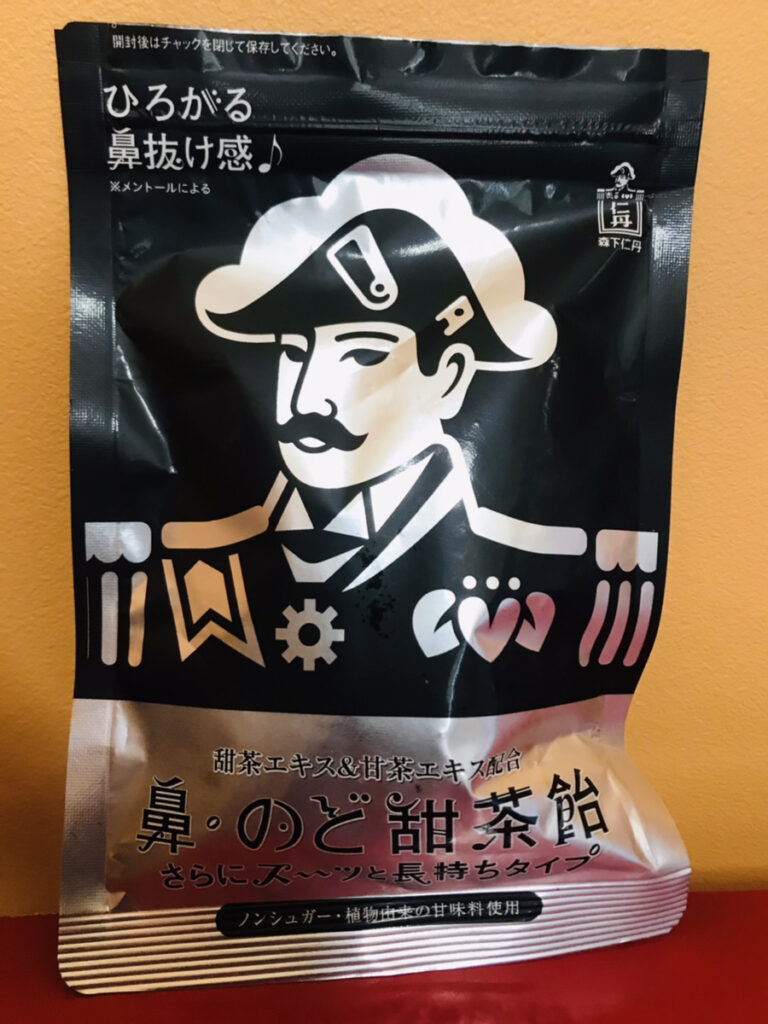 開封後はチャックを閉じて保存してください。
ひろがる
鼻抜け感♪
※メントールによる
仁丹
森下仁丹
甜茶エキス&甘茶エキス配合
鼻・のど甜茶飴
さらにズ〜〜ッと長持ちタイプ
ノンシュガー・植物由来の甘味料使用